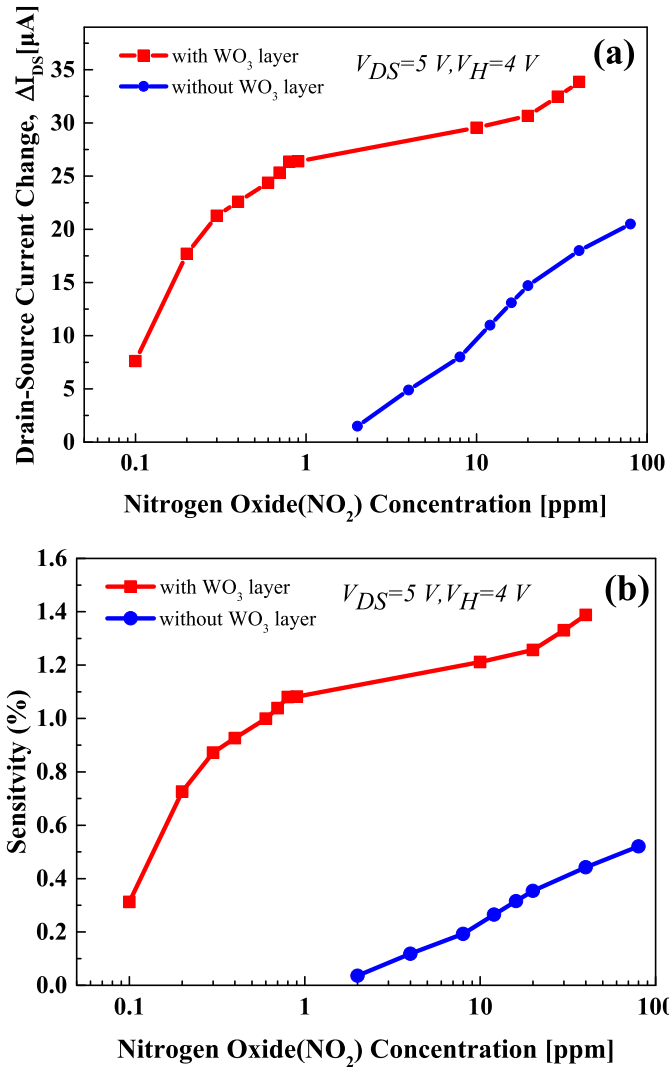 (a)
with WO3 layer
without WO3 layer
VDS=5 V,VH=4 V
Drain-Source Current Change, ΔIDS[μA]
35
30
25
20
15
10
5
0
0.1 1 10 100
Nitrogen Oxide(NO2) Concentration [ppm]
(b)
with WO3 layer
without WO3 layer
VDS=5 V,VH=4 V
Sensitvity (%)
1.6
1.4
1.2
1.0
0.8
0.6
0.4
0.2
0.0
0.1 1 10 100
Nitrogen Oxide(NO2) Concentration [ppm]